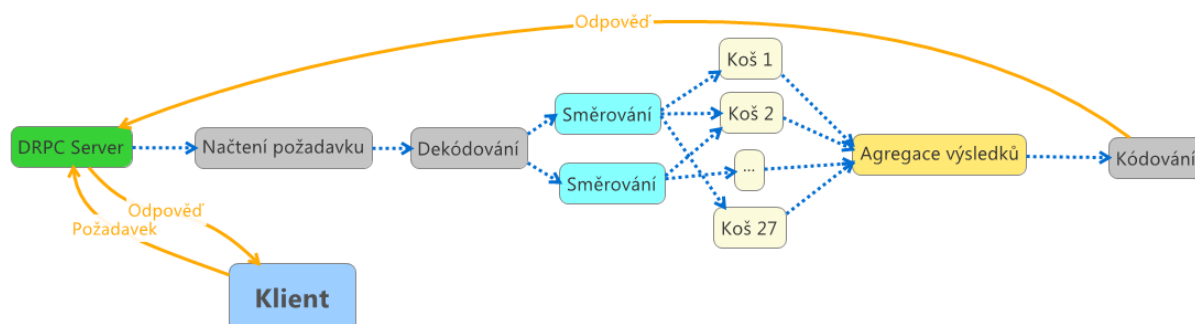 Odpověď
Koš 1
Směrování
Koš 2
DRPC Server
Načtení požadavku
Dekódování
Agregace výsledků
Kódování
...
Směrování
Odpověď
Požadavek
Koš 27
Klient